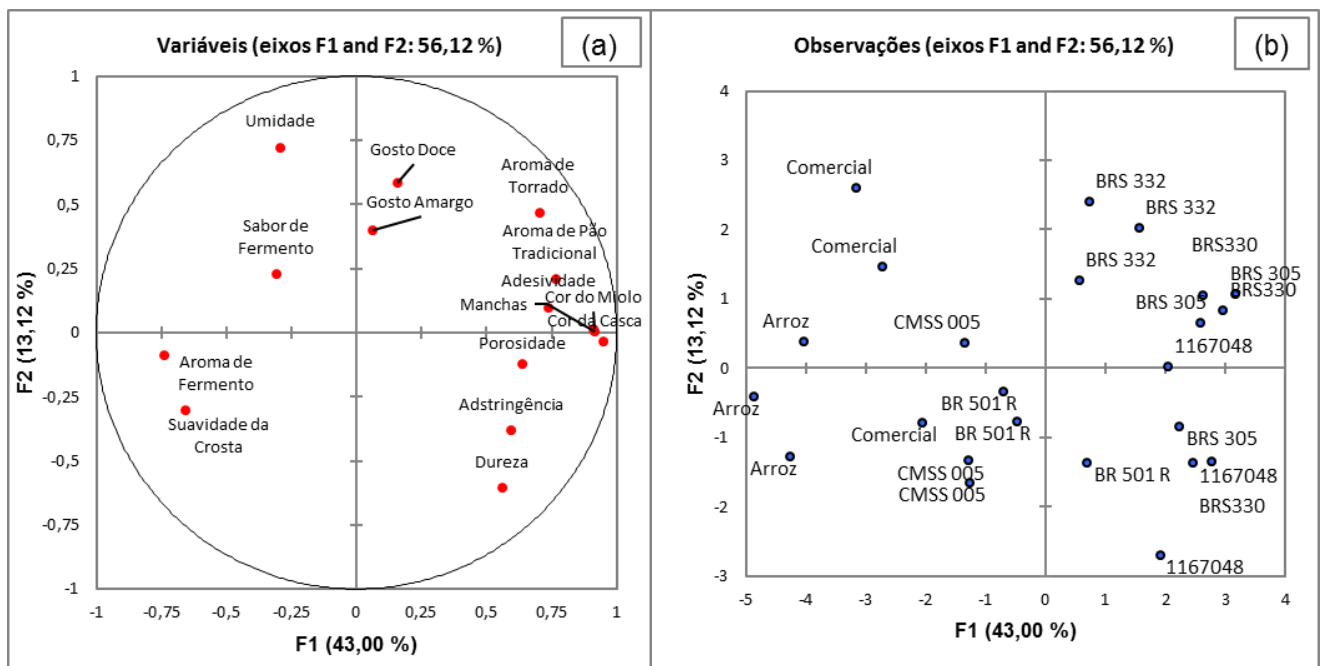 Variáveis (eixos F1 and F2: 56,12 %)
(a)
1
0,75
0,5
0,25
0
-0,25
-0,5
-0,75
-1
F2 (13,12 %)
Umidade
Gosto Doce
Aroma de
Torrado
Gosto Amargo
Sabor de
Fermento
Aroma de Pão
Tradicional
Adesividade
Manchas
Cor do Miolo
Cor da Casca
Porosidade
Aroma de
Fermento
Adstringência
Suavidade da
Crosta
Dureza
-1
-0,75
-0,5
-0,25
0
0,25
0,5
0,75
1
F1 (43,00 %)
Observações (eixos F1 and F2: 56,12 %)
(b)
4
3
2
1
0
-1
-2
-3
F2 (13,12 %)
Comercial
BRS 332
BRS 332
Comercial
BRS330
BRS 332
BRS 305
BRS330
BRS 305
Arroz
CMSS 005
1167048
Arroz
BR 501 R
Comercial
BR 501 R
BRS 305
Arroz
CMSS 005
BR 501 R
1167048
CMSS 005
BRS330
1167048
-5
-4
-3
-2
-1
0
1
2
3
4
F1 (43,00 %)